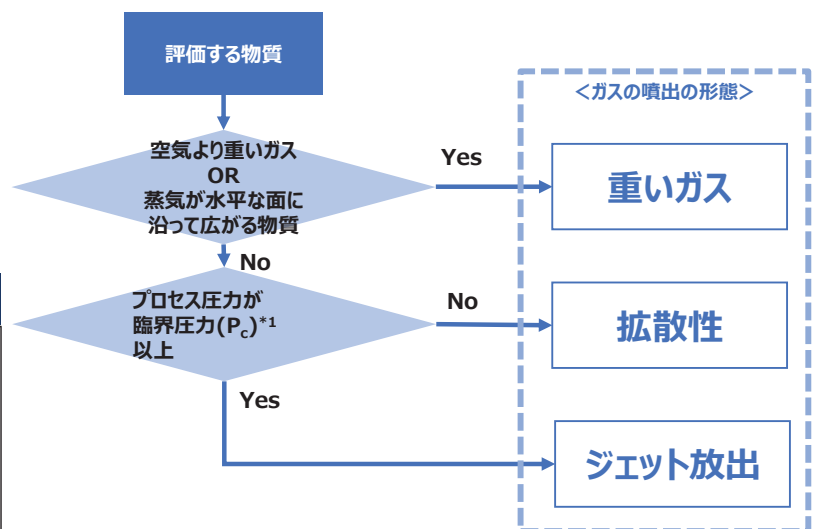 評価する物質
<ガスの噴出の形態>
空気より重いガス
OR
蒸気が水平な面に
沿って広がる物質
Yes
重いガス
No
プロセス圧力が
臨界圧力(Pc)*1
以上
No
拡散性
Yes
ジェット放出